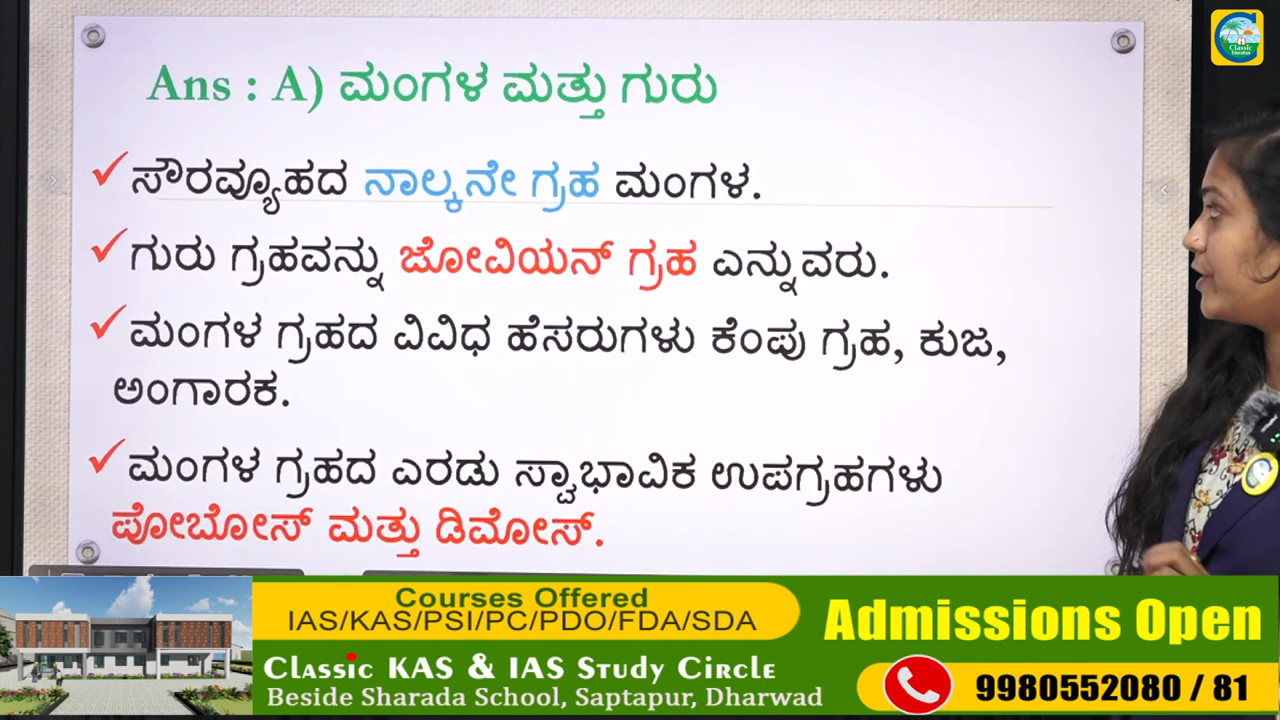 Classic
Education
Ans : A) ಮಂಗಳ ಮತ್ತು ಗುರು
ಸೌರವ್ಯೂಹದ ನಾಲ್ಕನೇ ಗ್ರಹ ಮಂಗಳ.
ಗುರು ಗ್ರಹವನ್ನು ಜೋವಿಯನ್ ಗ್ರಹ ಎನ್ನುವರು.
ಮಂಗಳ ಗ್ರಹದ ವಿವಿಧ ಹೆಸರುಗಳು ಕೆಂಪು ಗ್ರಹ, ಕುಜ,
ಅಂಗಾರಕ.
ಮಂಗಳ ಗ್ರಹದ ಎರಡು ಸ್ವಾಭಾವಿಕ ಉಪಗ್ರಹಗಳು
ಪೋಬೋಸ್ ಮತ್ತು ಡಿಮೋಸ್.
Courses Offered
IAS/KAS/PSI/PC/PDO/FDA/SDA
Classic KAS & IAS Study Circle
Beside Sharada School, Saptapur, Dharwad
Admissions Open
9980552080 / 81